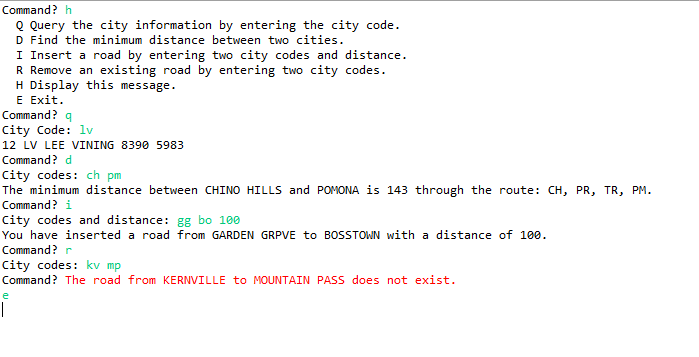 Command? h
Q Query the city information by entering the city code.
D Find the minimum distance between two cities.
I Insert a road by entering two city codes and distance.
R Remove an existing road by entering two city codes.
H Display this message.
E Exit.
Command? q
City Code: lv
12 LV LEE VINING 8390 5983
Command? d
City codes: ch pm
The minimum distance between CHINO HILLS and POMONA is 143 through the route: CH, PR, TR, PM.
Command? i
City codes and distance: gg bo 100
You have inserted a road from GARDEN GRPVE to BOSSTOWN with a distance of 100.
Command? r
City codes: kv mp
Command? The road from KERNVILLE to MOUNTAIN PASS does not exist.
e